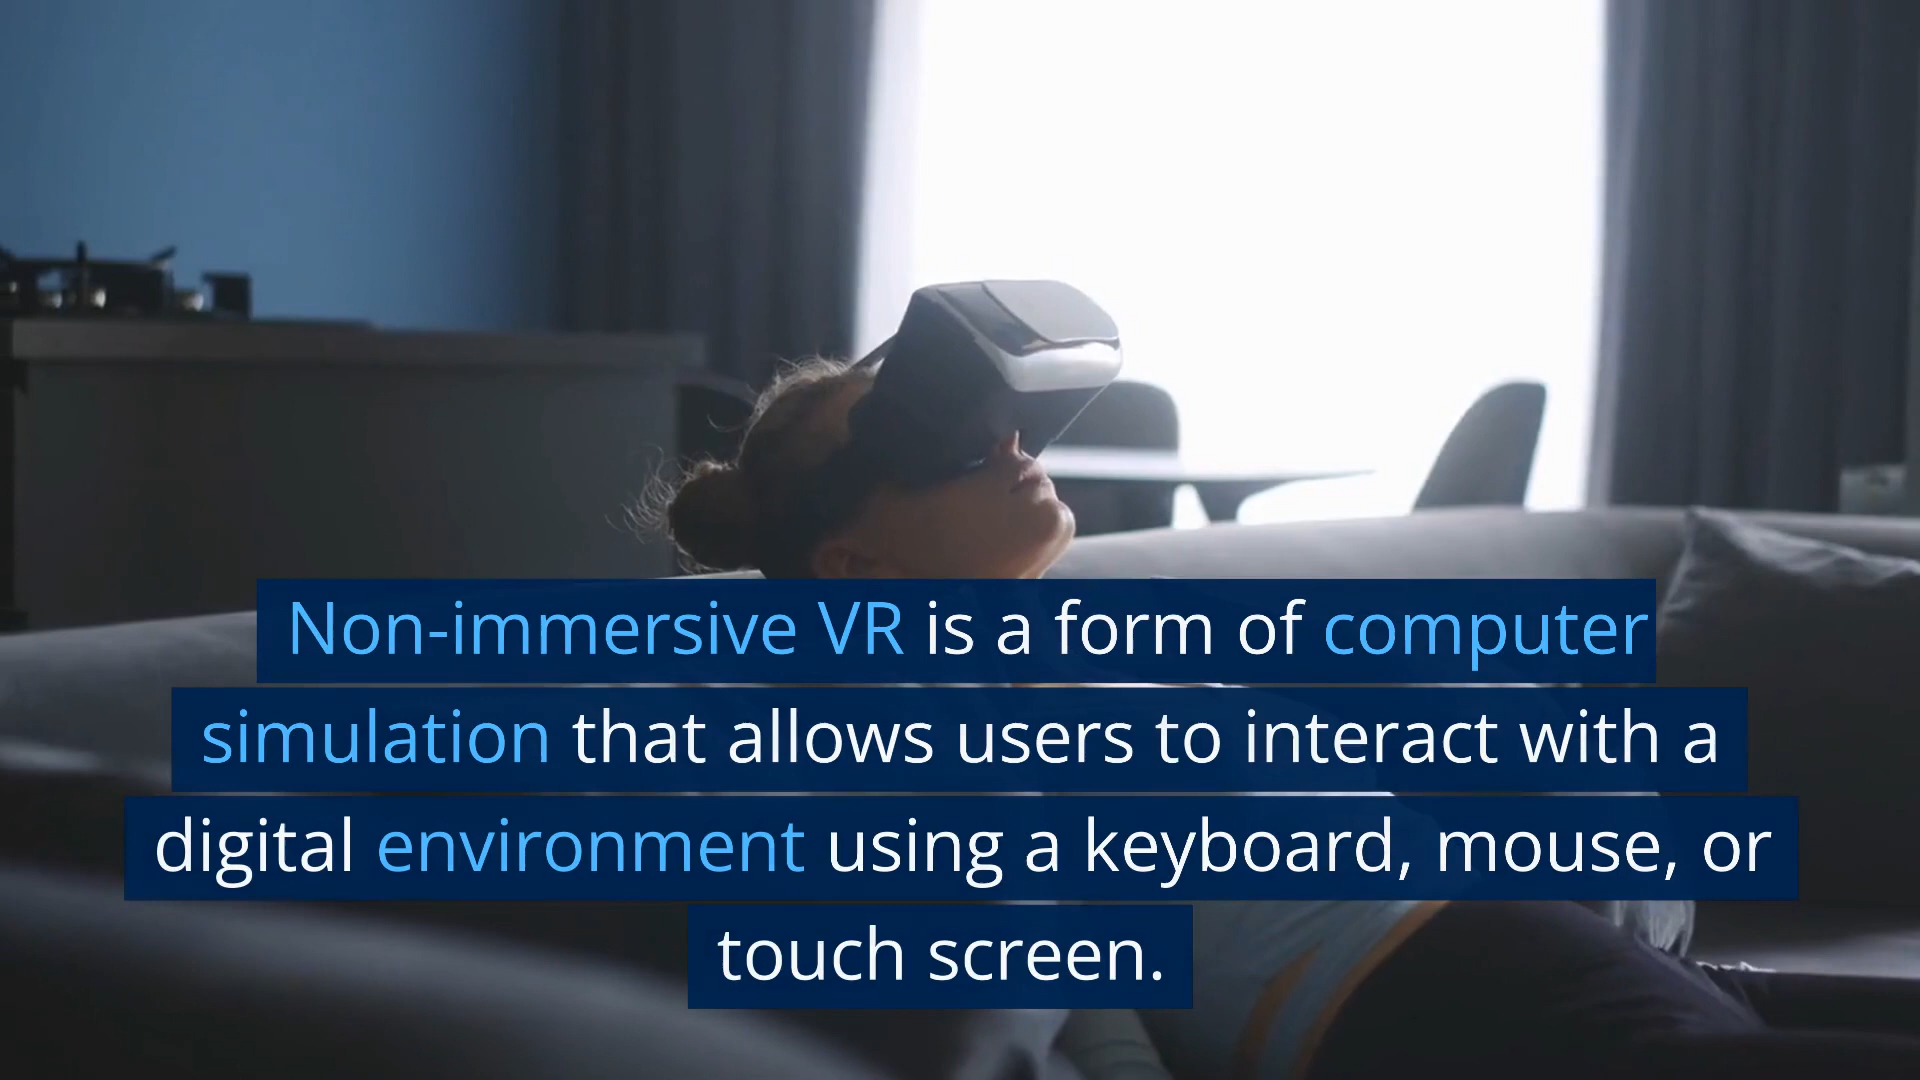 Non-immersive VR is a form of computer
simulation that allows users to interact with a
digital environment using a keyboard, mouse, or
touch screen.